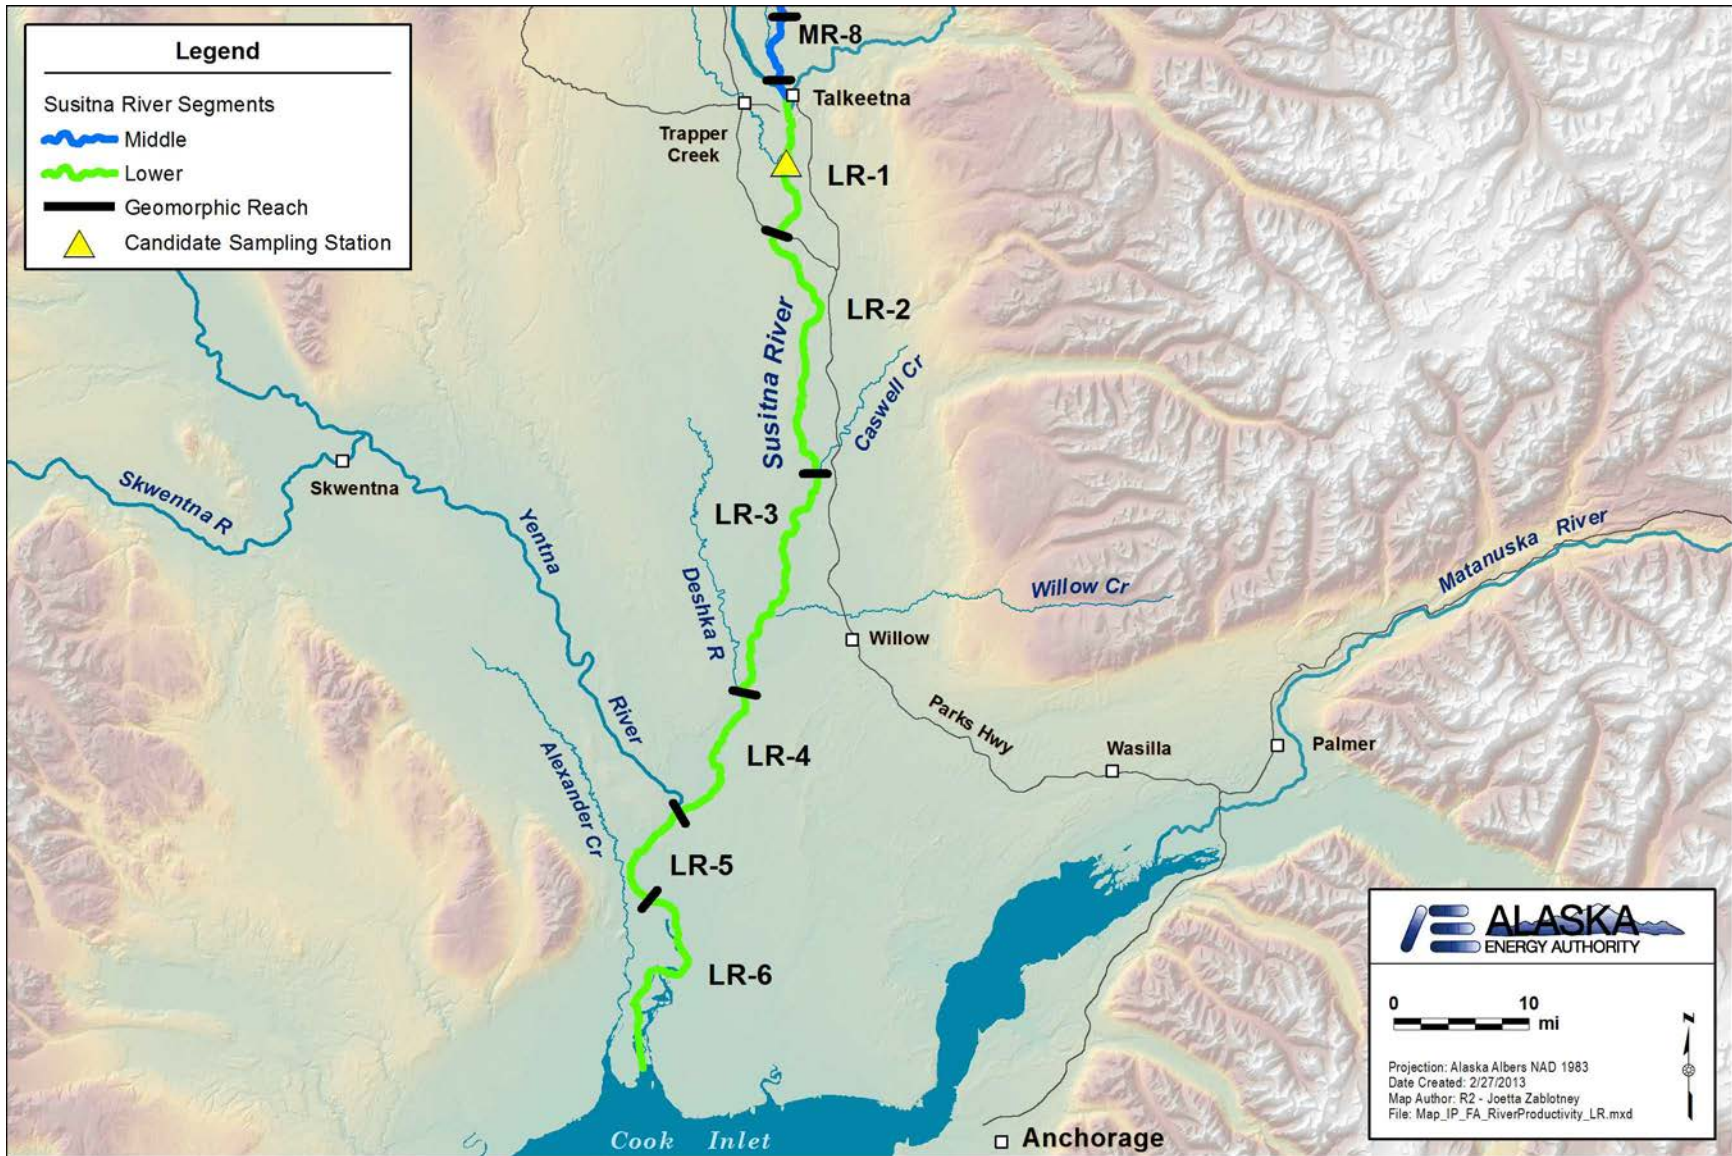 Legend
Susitna River Segments
Middle
Lower
Geomorphic Reach
Candidate Sampling Station
MR-8
Talkeetna
Trapper
Creek
LR-1
LR-2
Susitna River
Caswell Cr
Skwentna R
Skwentna
Yentna
River
LR-3
Deshka R
Willow Cr
Matanuska River
Willow
Parks Hwy
Wasilla
Palmer
LR-4
Alexander Cr
LR-5
LR-6
Cook Inlet
Anchorage
ALASKA
ENERGY AUTHORITY
0 10
mi
N
Projection: Alaska Albers NAD 1983
Date Created: 2/27/2013
Map Author: R2 - Joetta Zablotney
File: Map_IP_FA_RiverProductivity_LR.mxd